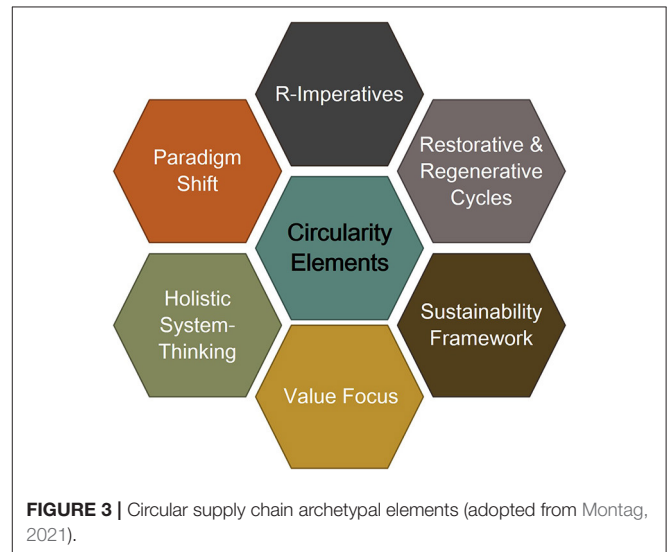 R-Imperatives
Paradigm
Shift
Restorative &
Regenerative
Cycles
Circularity
Elements
Holistic
System-
Thinking
Sustainability
Framework
Value Focus
FIGURE 3 | Circular supply chain archetypal elements (adopted from Montag,
2021).